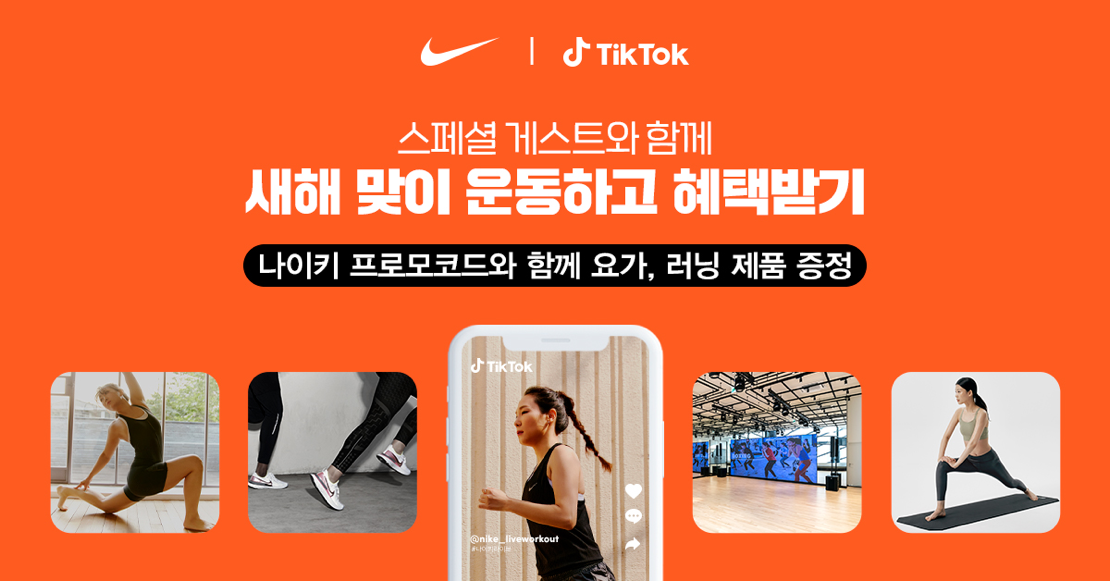 TikTok
스페셜 게스트와 함께
새해 맞이 운동하고 혜택받기
나이키 프로모코드와 함께 요가, 러닝 제품 증정
TikTok
@nike_liveworkout